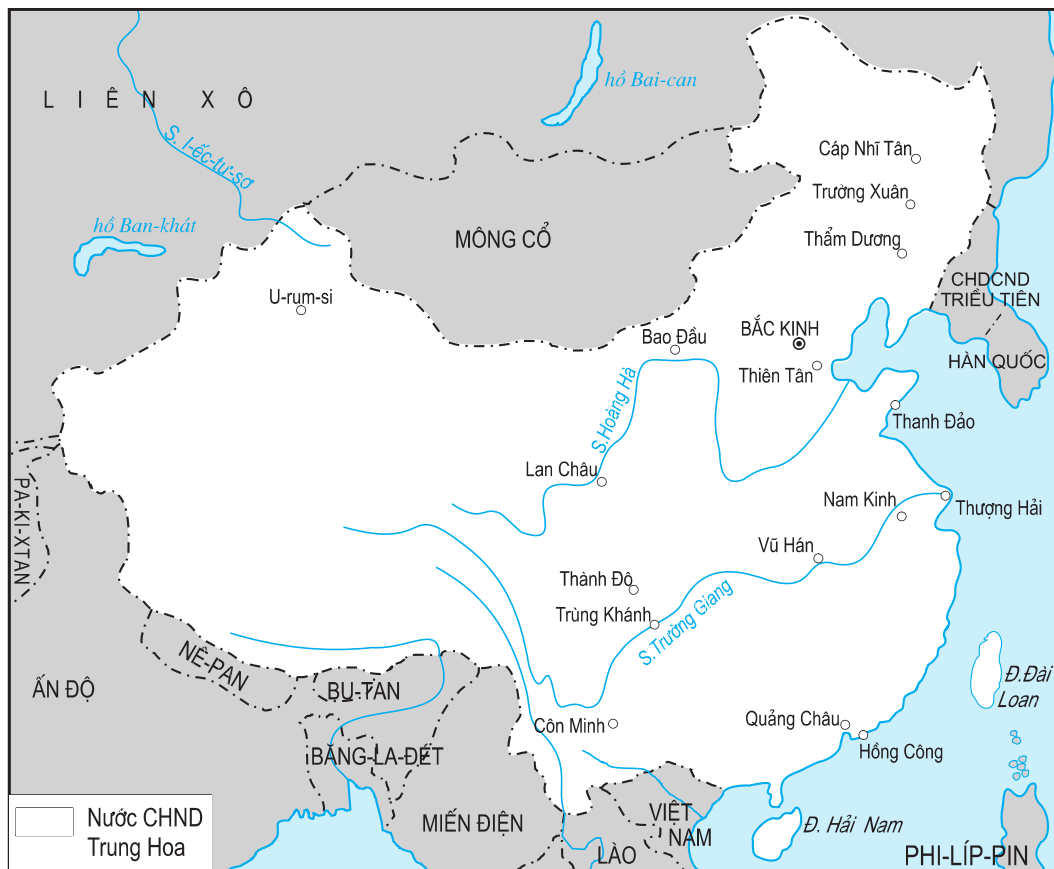 hồ Bai-can
LIÊN XÔ
S. I-ếc-tư-sơ
Cáp Nhĩ Tân
Trường Xuân
hồ Ban-khát
MÔNG CỔ
Thẩm Dương
CHDCND
TRIỀU TIÊN
U-rum-si
BẮC KINH
Bao Đầu
HÀN QUỐC
Thiên Tân
S.Hoàng Hà
Thanh Đảo
Lan Châu
PA-KI-XTAN
Nam Kinh
Thượng Hải
Vũ Hán
Thành Độ
Trùng Khánh
S.Trường Giang
NÊ-PAN
Đ.Đài
Loan
ẤN ĐỘ
BU-TAN
Côn Minh
Quảng Châu
Hồng Công
BĂNG-LA-ĐÉT
Nước CHND
Trung Hoa
MIẾN ĐIỆN
VIỆT
NAM
Đ. Hải Nam
LÀO
PHI-LÍP-PIN